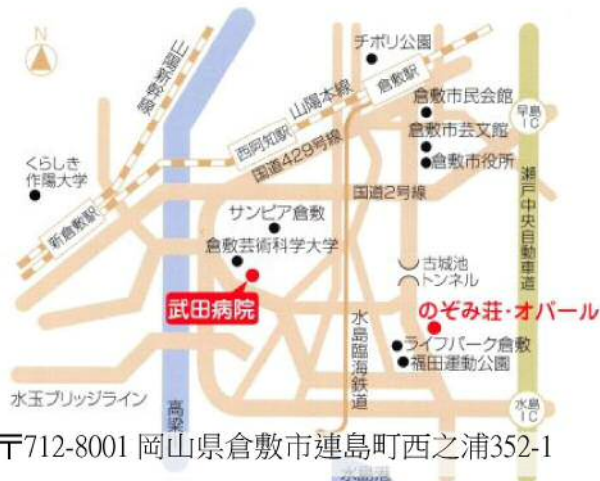 N
チボリ公園
山陽新幹線
倉敷駅
山陽本線
倉敷市民会館
早島IC
西阿知駅
倉敷市芸文館
国道429号線
倉敷市役所
くらしき
作陽大学
国道2号線
瀬戸中央自動車道
サンピア倉敷
新倉敷駅
倉敷芸術科学大学
古城池
トンネル
武田病院
のぞみ荘・オパール
水島臨海鉄道
ライフパーク倉敷
福田運動公園
水玉ブリッジライン
高梁
水島IC
〒712-8001 岡山県倉敷市連島町西之浦352-1
水島港